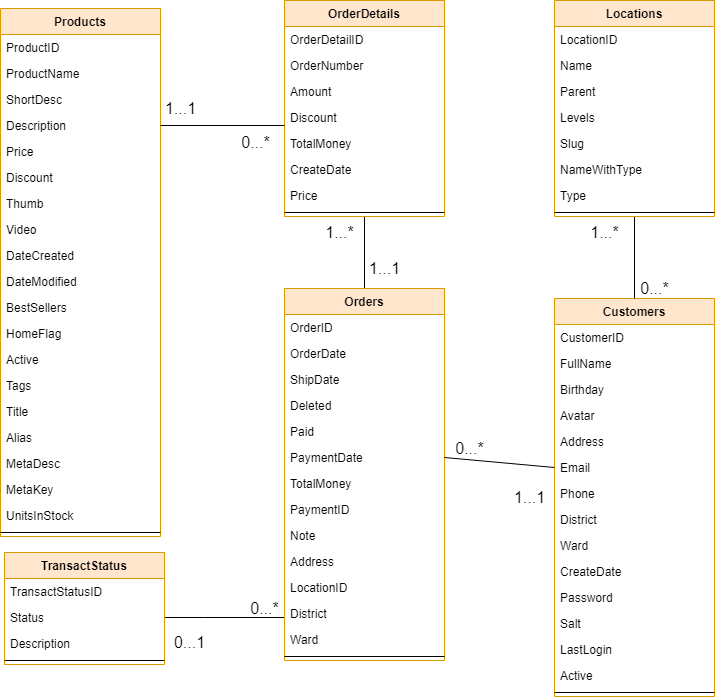 Products
ProductID
ProductName
ShortDesc
Description
Price
Discount
Thumb
Video
DateCreated
DateModified
BestSellers
HomeFlag
Active
Tags
Title
Alias
MetaDesc
MetaKey
UnitsInStock
1...1
0...*
OrderDetails
OrderDetailID
OrderNumber
Amount
Discount
TotalMoney
CreateDate
Price
1...*
1...1
Locations
LocationID
Name
Parent
Levels
Slug
NameWithType
Type
1...*
0...*
Orders
OrderID
OrderDate
ShipDate
Deleted
Paid
PaymentDate
TotalMoney
PaymentID
Note
Address
LocationID
District
Ward
0...*
1...1
Customers
CustomerID
FullName
Birthday
Avatar
Address
Email
Phone
District
Ward
CreateDate
Password
Salt
LastLogin
Active
TransactStatus
TransactStatusID
Status
Description
0...*
0...1